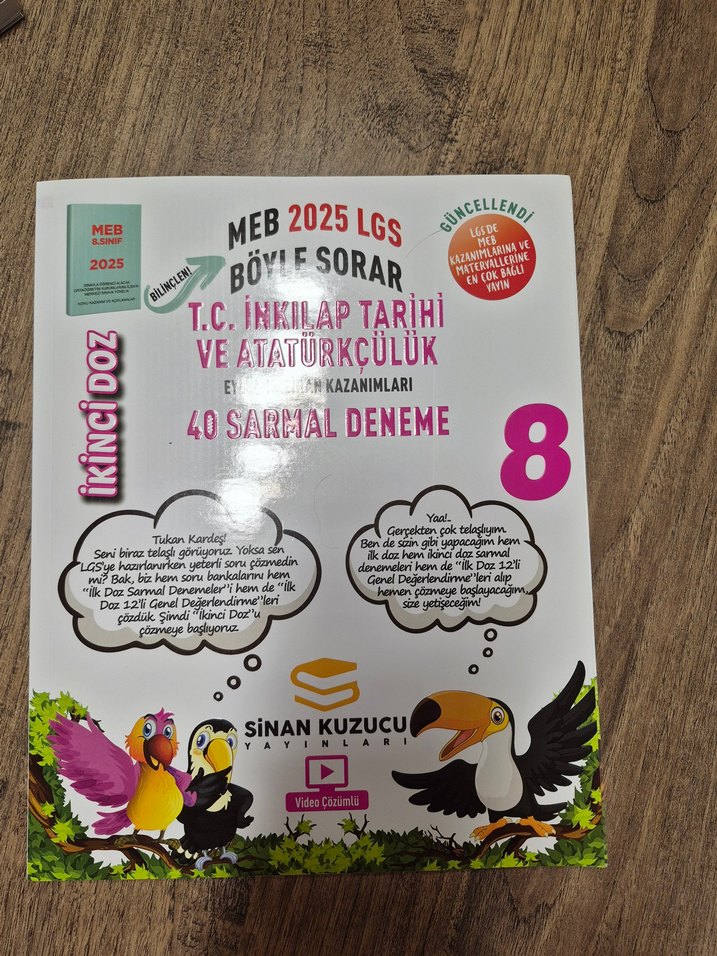 MEB
8.SINIF
2025
BİLİNÇLEN!
MEB 2025 LGS
BÖYLE SORAR
GÜNCELLENDİ
LGS'DE
MEB
KAZANIMLARINA VE
MATERYALLERİNE
EN ÇOK BAĞLI
YAYIN
T.C. İNKILAP TARİHİ
VE ATATÜRKÇÜLÜK
KAZANIMLARI
40 SARMAL DENEME
İKİNCİ DOZ
8
Tukan Kardeş!
Seni biraz telaşlı görüyoruz. Yoksa sen
LGS'ye hazırlanırken yeterli soru çözmedin
mi? Bak, biz hem soru bankalarını hem
"İlk Doz Sarmal Denemeler"i hem de "İlk
Doz 12'li Genel Değerlendirme"leri
çözdük. Şimdi "İkinci Doz"u
çözmeye başlıyoruz.
Yaa!..
Gerçekten çok telaşlıyım.
Ben de sizin gibi yapacağım hem
ilk doz hem ikinci doz sarmal
denemeleri hem de "İlk Doz 12'li
Genel Değerlendirme"leri alıp
hemen çözmeye başlayacağım,
size yetişeceğim!
SİNAN KUZUCU
YAYINLARI
Video Çözümlü